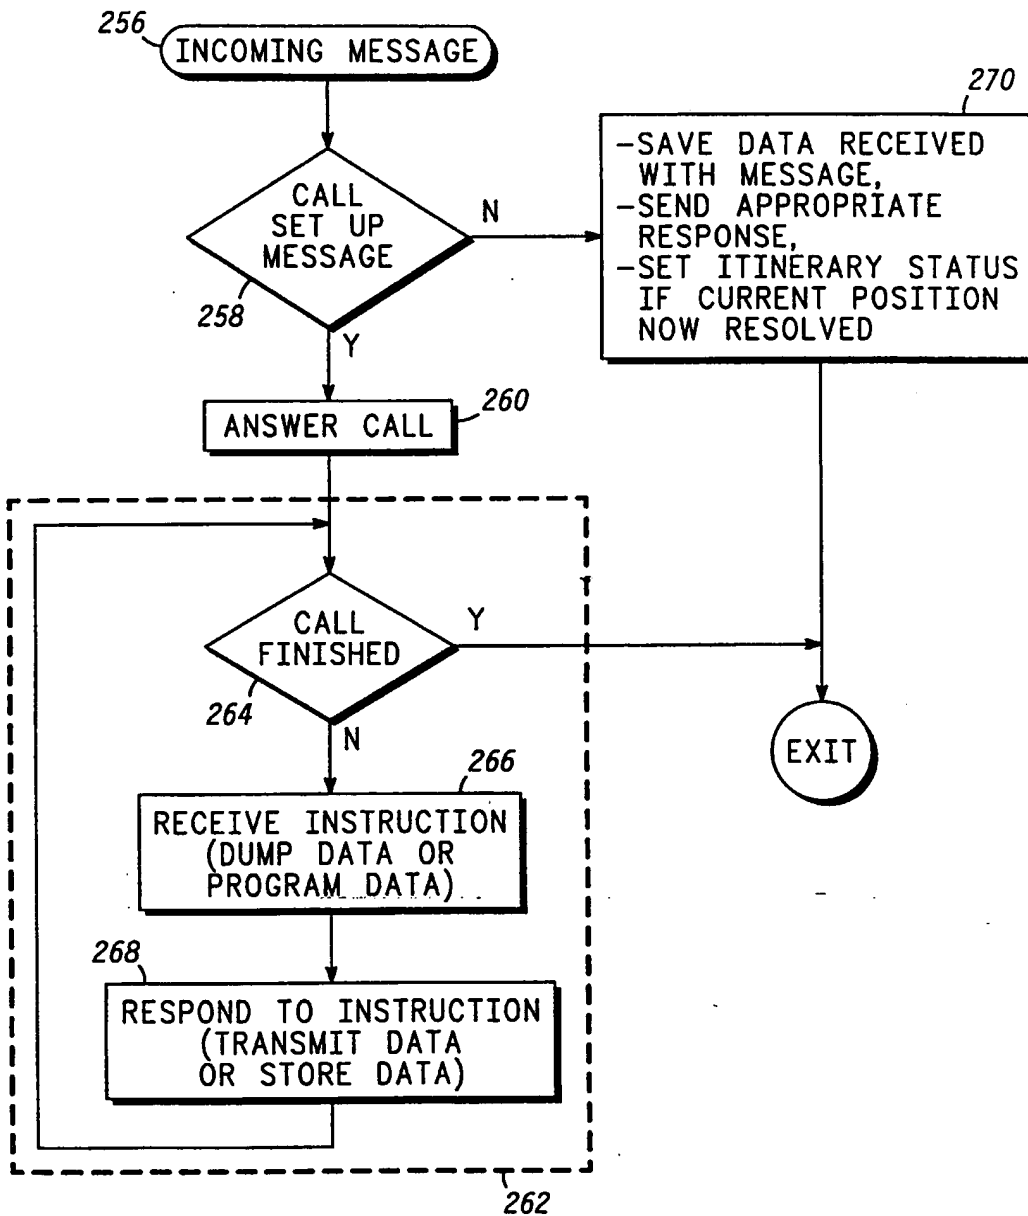 256
INCOMING MESSAGE
270
-SAVE DATA RECEIVED
WITH MESSAGE,
-SEND APPROPRIATE
RESPONSE,
-SET ITINERARY STATUS
IF CURRENT POSITION
NOW RESOLVED
CALL
SET UP
MESSAGE
N
258
Y
260
ANSWER CALL
CALL
FINISHED
Y
264
N
EXIT
266
RECEIVE INSTRUCTION
(DUMP DATA OR
PROGRAM DATA)
268
RESPOND TO INSTRUCTION
(TRANSMIT DATA
OR STORE DATA)
262